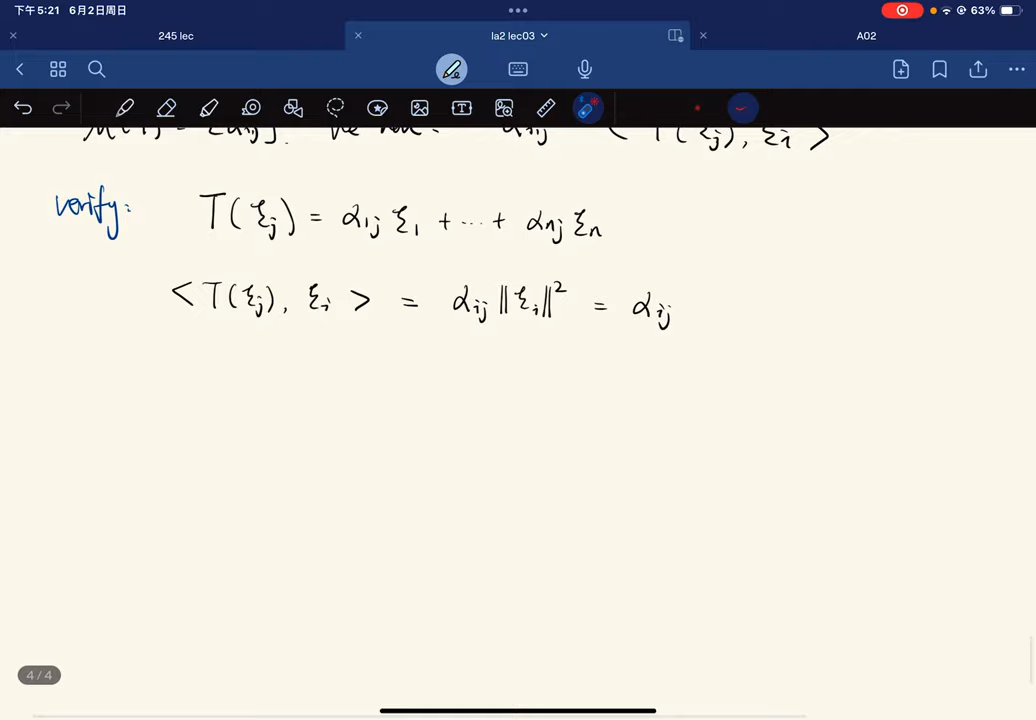 下午5:21 6月2日周日
63%
245 lec
la2 lec03
A02
verify:
T(ξj) = α1j ξ1 + ... + αnj ξn
< T(ξj), ξi > = αij ‖ξi‖² = αij
4 / 4